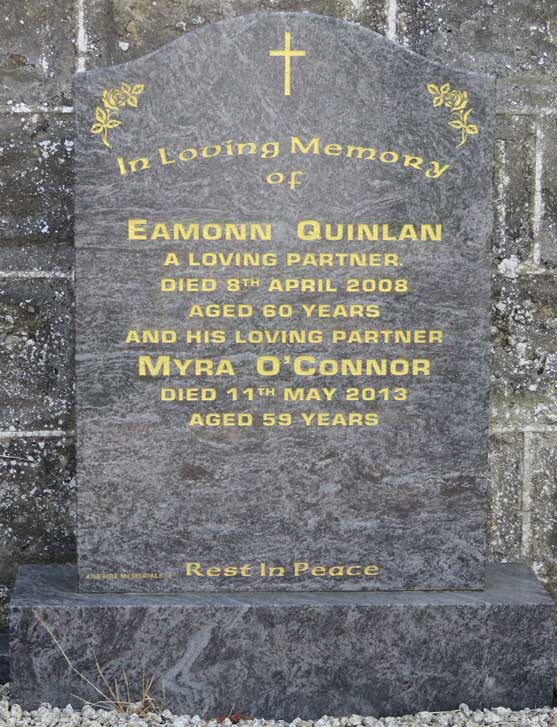 In Loving Memory
of
EAMONN QUINLAN
A LOVING PARTNER.
DIED 8TH APRIL 2008
AGED 60 YEARS
AND HIS LOVING PARTNER
MYRA O'CONNOR
DIED 11TH MAY 2013
AGED 59 YEARS
Rest In Peace
MEMORIALS